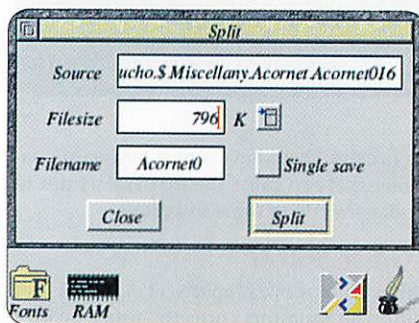 Split
Source ucho.$ Miscellany.Acornet Acornet016
Filesize 796 K
Filename Acornet0 Single save
Close Split
Fonts RAM